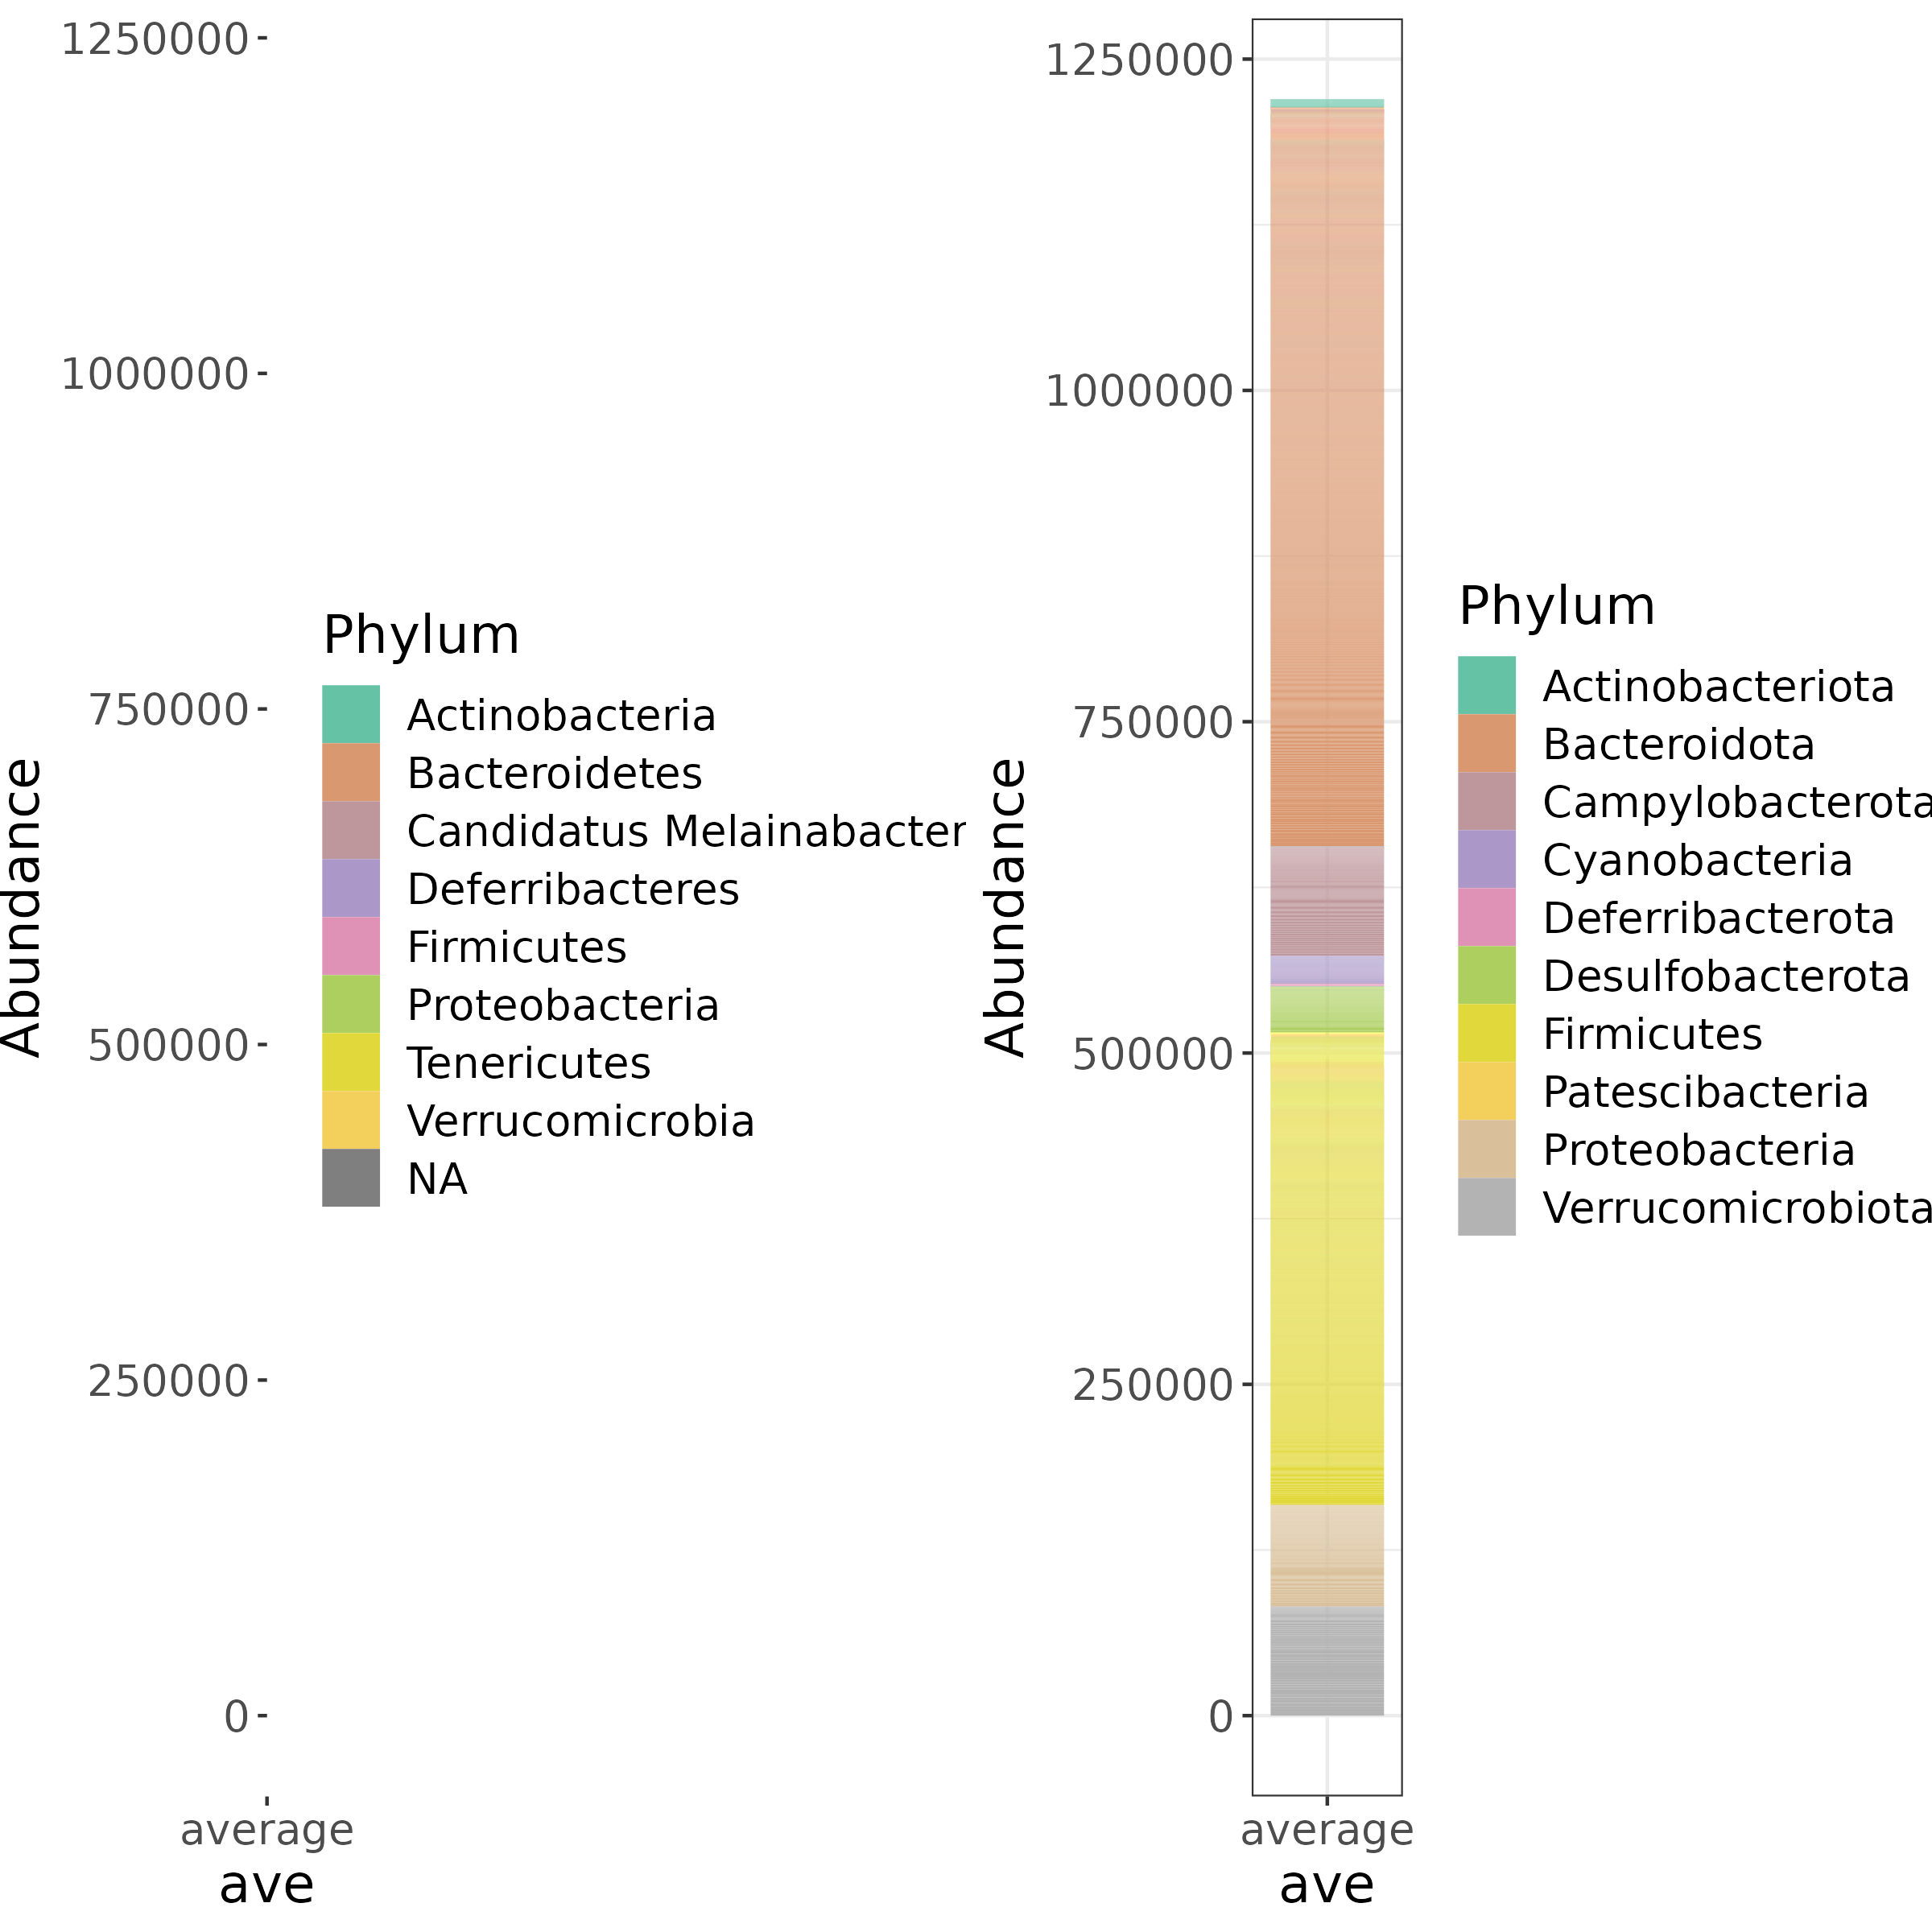 Abundance
1250000
1000000
750000
500000
250000
0
average
ave
Phylum
Actinobacteria
Bacteroidetes
Candidatus Melainabacter
Deferribacteres
Firmicutes
Proteobacteria
Tenericutes
Verrucomicrobia
NA
Abundance
1250000
1000000
750000
500000
250000
0
average
ave
Phylum
Actinobacteriota
Bacteroidota
Campylobacterota
Cyanobacteria
Deferribacterota
Desulfobacterota
Firmicutes
Patescibacteria
Proteobacteria
Verrucomicrobiota